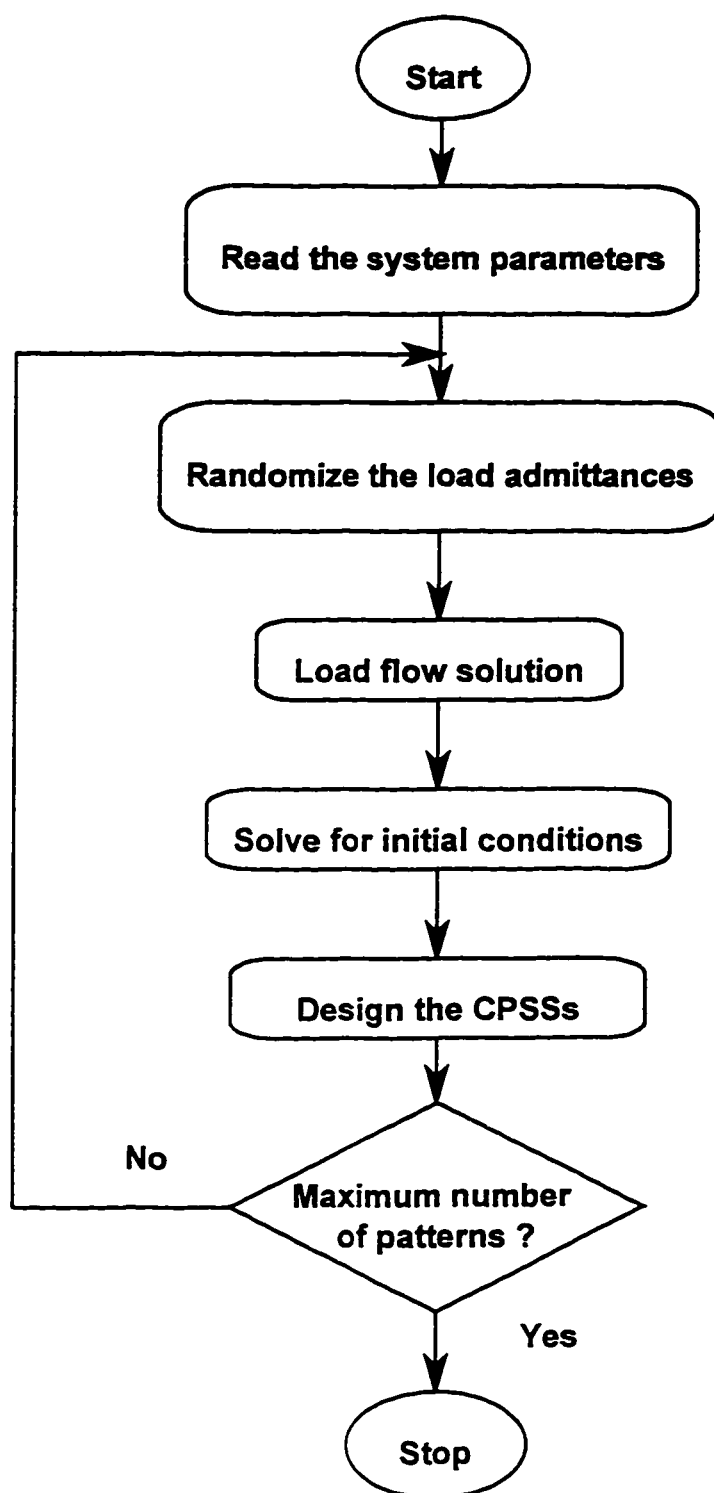 Start
Read the system parameters
Randomize the load admittances
Load flow solution
Solve for initial conditions
Design the CPSSs
No
Maximum number
of patterns ?
Yes
Stop